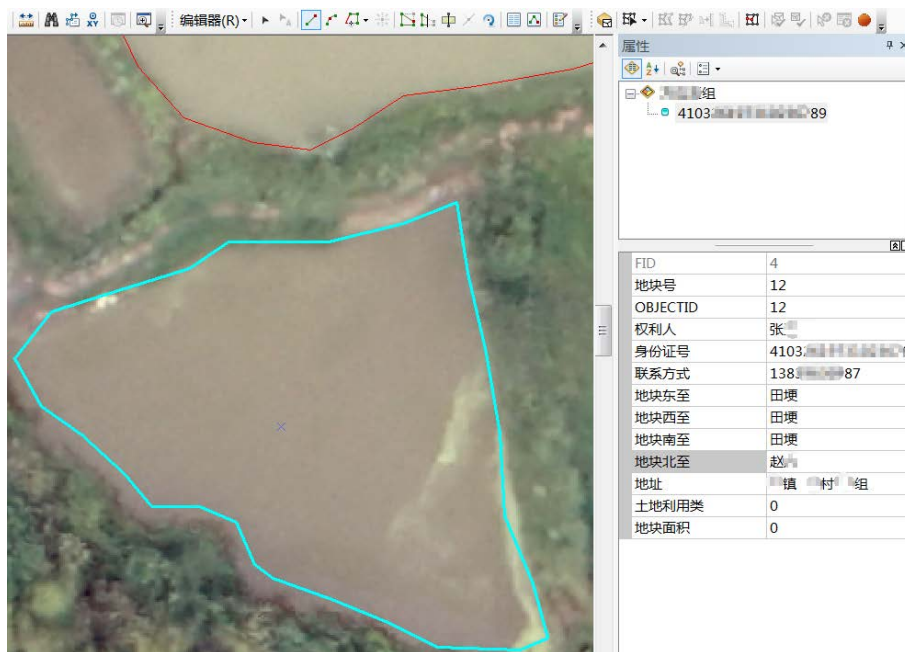 编辑器(R)
属性
组
4103 89
FID 4
地块号 12
OBJECTID 12
权利人 张
身份证号 4103
联系方式 138 87
地块东至 田埂
地块西至 田埂
地块南至 田埂
地块北至 赵
地址 镇 村 组
土地利用类 0
地块面积 0